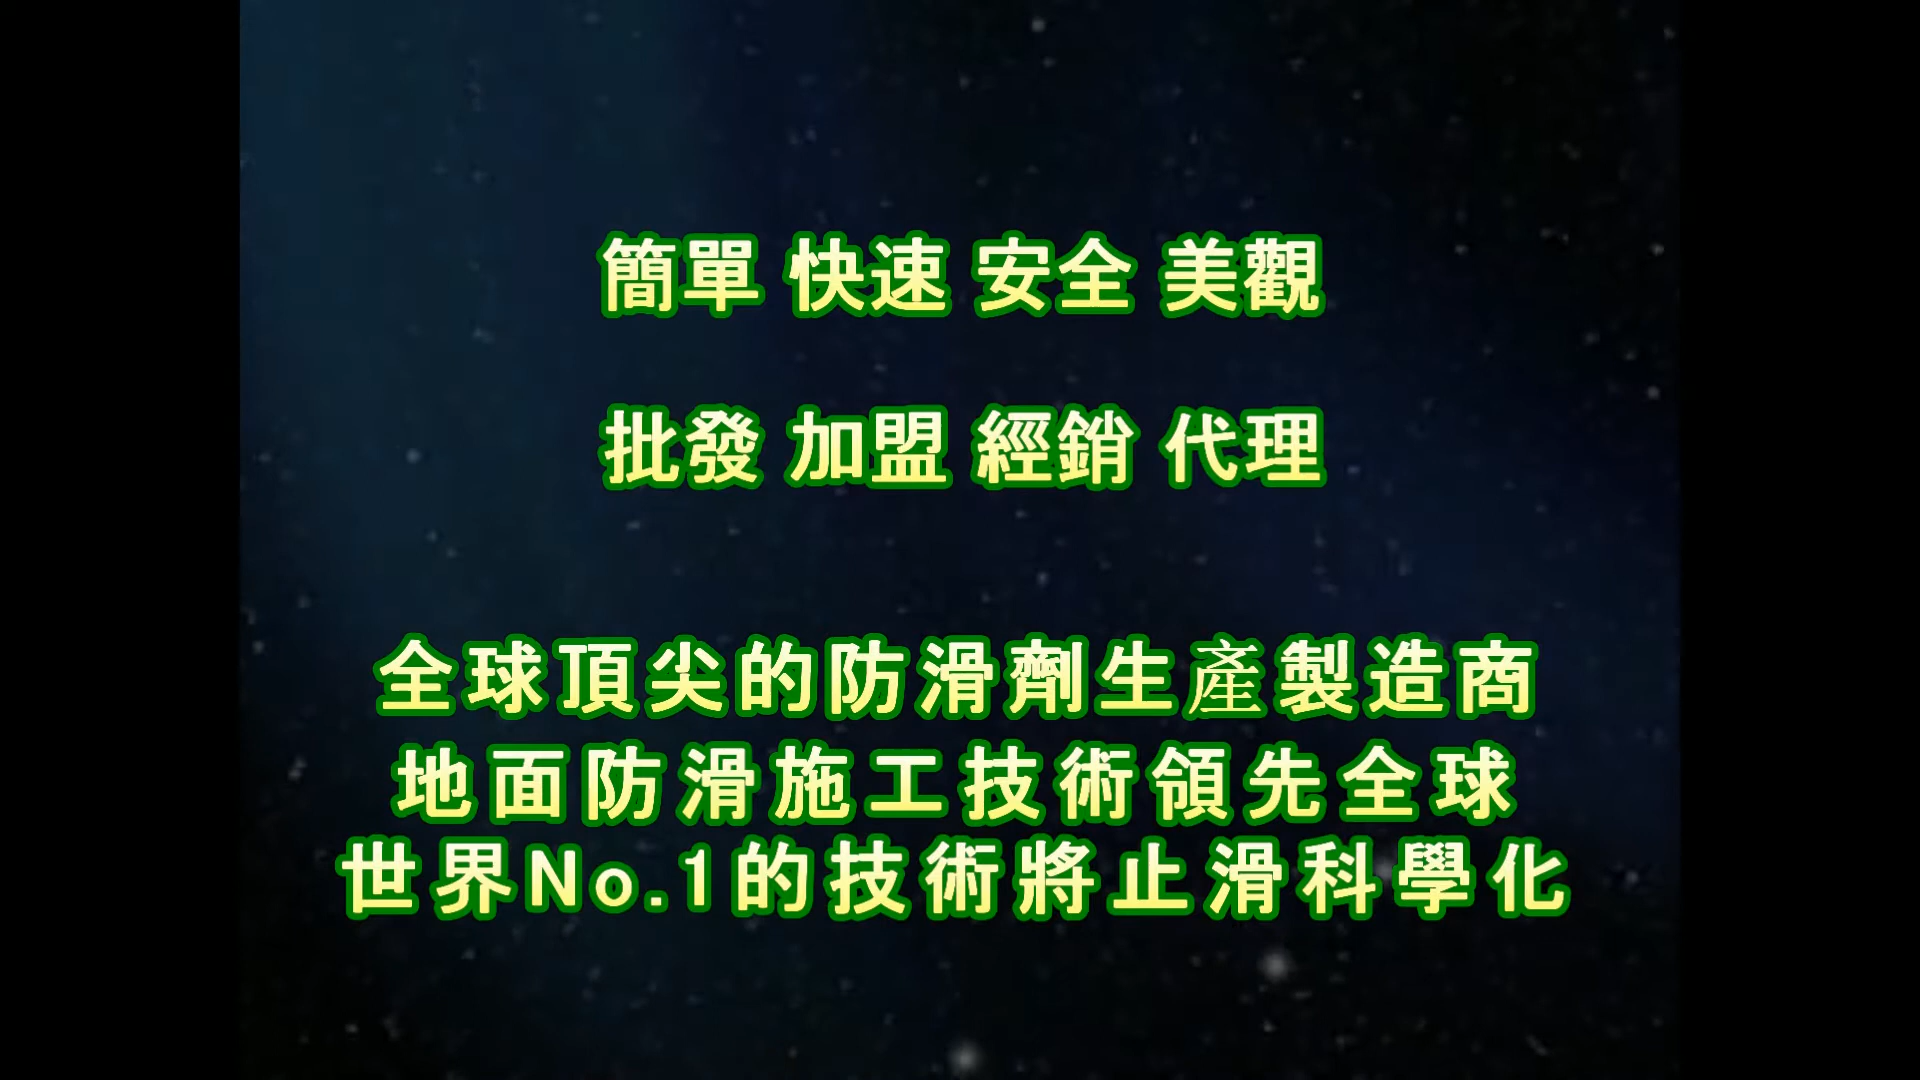 簡單 快速 安全 美觀
批發 加盟 經銷 代理
全球頂尖的防滑劑生產製造商
地面防滑施工技術領先全球
世界No.1的技術將止滑科學化